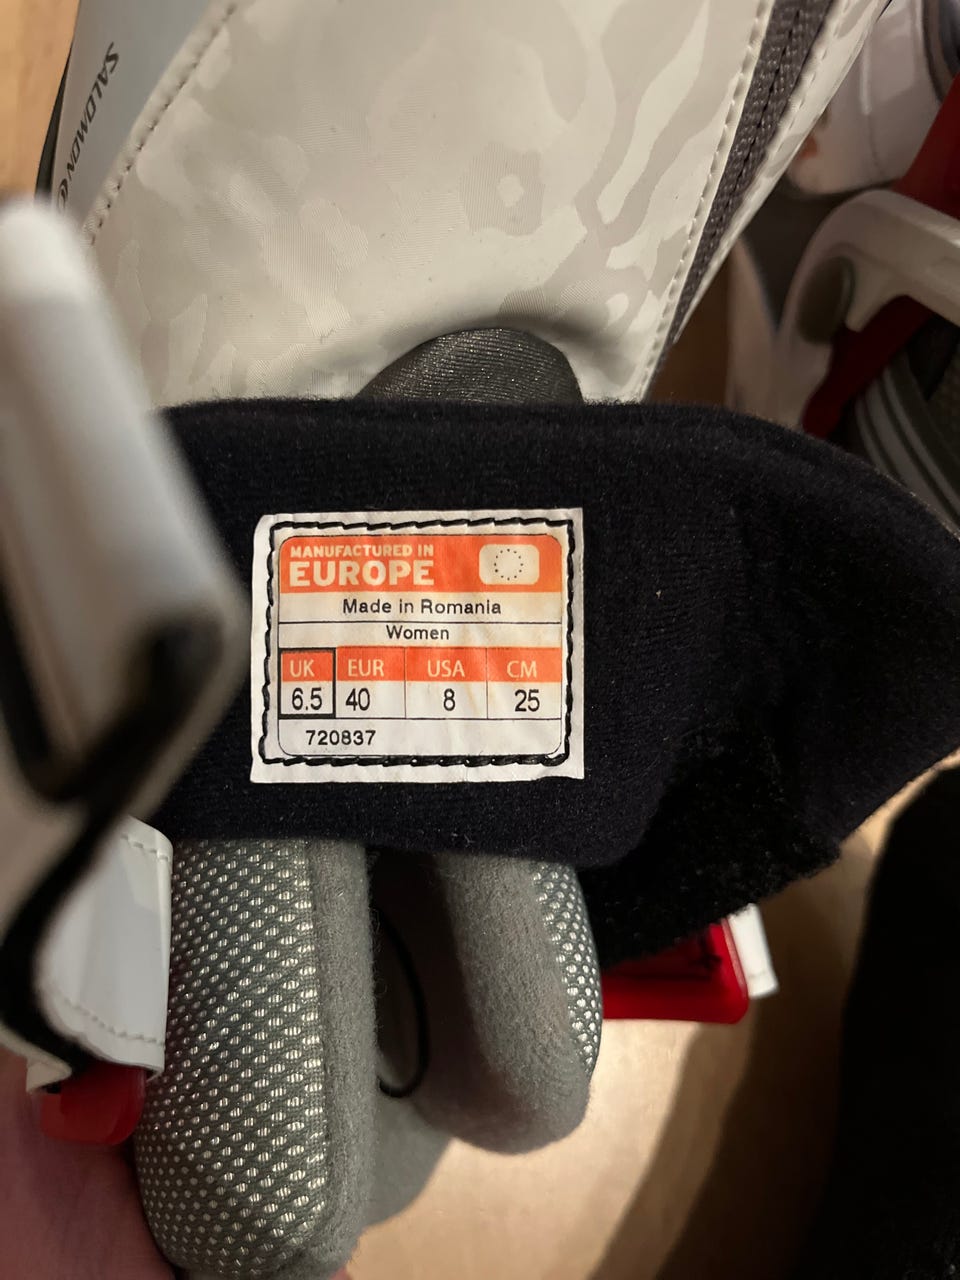 SALOMON
MANUFACTURED IN
EUROPE
Made in Romania
Women
UK EUR USA CM
6.5 40 8 25
720837